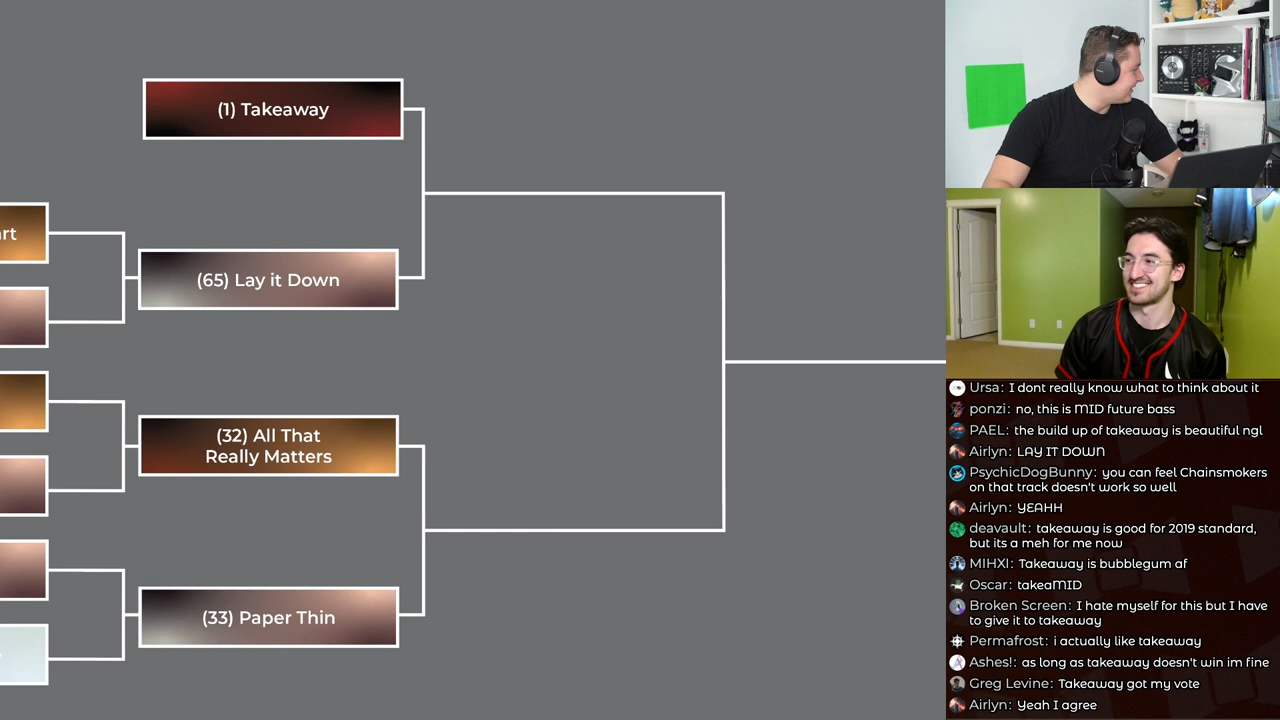 (1) Takeaway
rt
(65) Lay it Down
(32) All That
Really Matters
(33) Paper Thin
Ursa: I dont really know what to think about it
ponzi: no, this is MID future bass
PAEL: the build up of takeaway is beautiful ngl
Airlyn: LAY IT DOWN
PsychicDogBunny: you can feel Chainsmokers
on that track doesn't work so well
Airlyn: YEAHH
deavault: takeaway is good for 2019 standard,
but its a meh for me now
MIHXI: Takeaway is bubblegum af
Oscar: takeaMID
Broken Screen: I hate myself for this but I have
to give it to takeaway
Permafrost: i actually like takeaway
Ashes!: as long as takeaway doesn't win im fine
Greg Levine: Takeaway got my vote
Airlyn: Yeah I agree